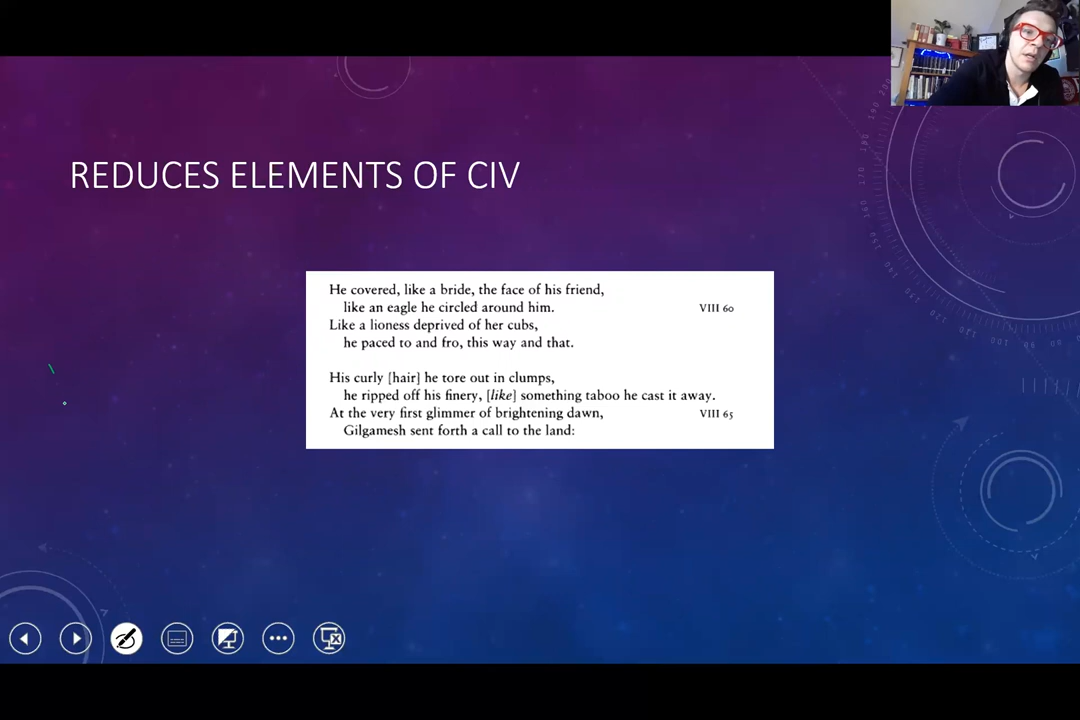 REDUCES ELEMENTS OF CIV
He covered, like a bride, the face of his friend,
like an eagle he circled around him. VIII 60
Like a lioness deprived of her cubs,
he paced to and fro, this way and that.
His curly [hair] he tore out in clumps,
he ripped off his finery, [like] something taboo he cast it away.
At the very first glimmer of brightening dawn, VIII 65
Gilgamesh sent forth a call to the land: